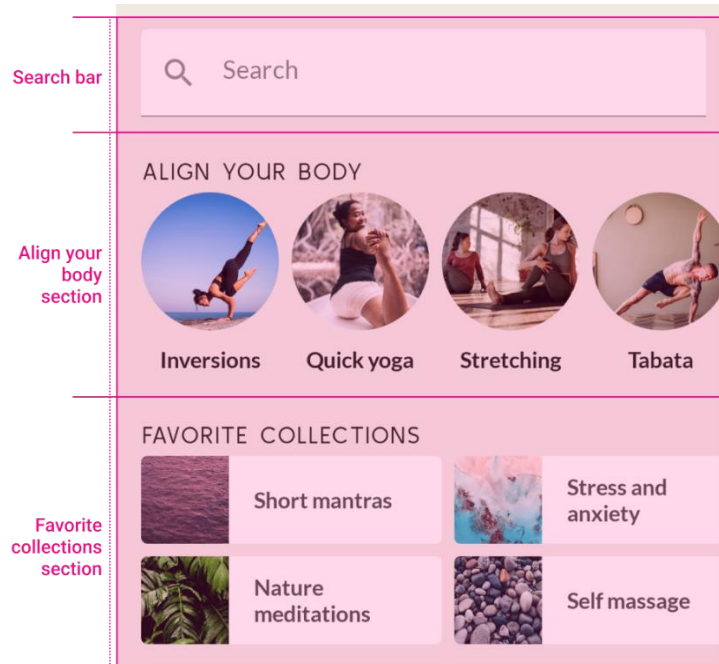 Search bar
Search
ALIGN YOUR BODY
Align your
body
section
Inversions
Quick yoga
Stretching
Tabata
FAVORITE COLLECTIONS
Favorite
collections
section
Short mantras
Stress and
anxiety
Nature
meditations
Self massage